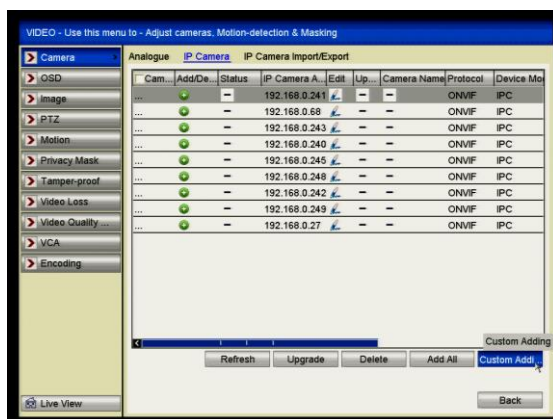 VIDEO - Use this menu to - Adjust cameras, Motion-detection & Masking
Camera
OSD
Image
PTZ
Motion
Privacy Mask
Tamper-proof
Video Loss
Video Quality ...
VCA
Encoding
Live View
Analogue IP Camera IP Camera Import/Export
Cam... Add/De... Status IP Camera A... Edit Up... Camera Name Protocol Device Mo
... – 192.168.0.241 – – ONVIF IPC
... – 192.168.0.68 – – ONVIF IPC
... – 192.168.0.243 – – ONVIF IPC
... – 192.168.0.240 – – ONVIF IPC
... – 192.168.0.245 – – ONVIF IPC
... – 192.168.0.248 – – ONVIF IPC
... – 192.168.0.242 – – ONVIF IPC
... – 192.168.0.249 – – ONVIF IPC
... – 192.168.0.27 – – ONVIF IPC
Custom Adding
Refresh Upgrade Delete Add All Custom Addi...
Back